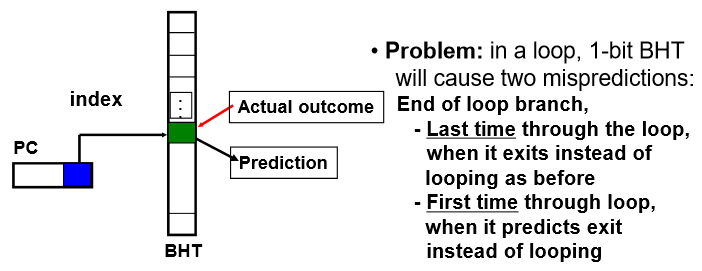 index
PC
BHT
Actual outcome
Prediction
• Problem: in a loop, 1-bit BHT
will cause two mispredictions:
End of loop branch,
- Last time through the loop,
when it exits instead of
looping as before
- First time through loop,
when it predicts exit
instead of looping